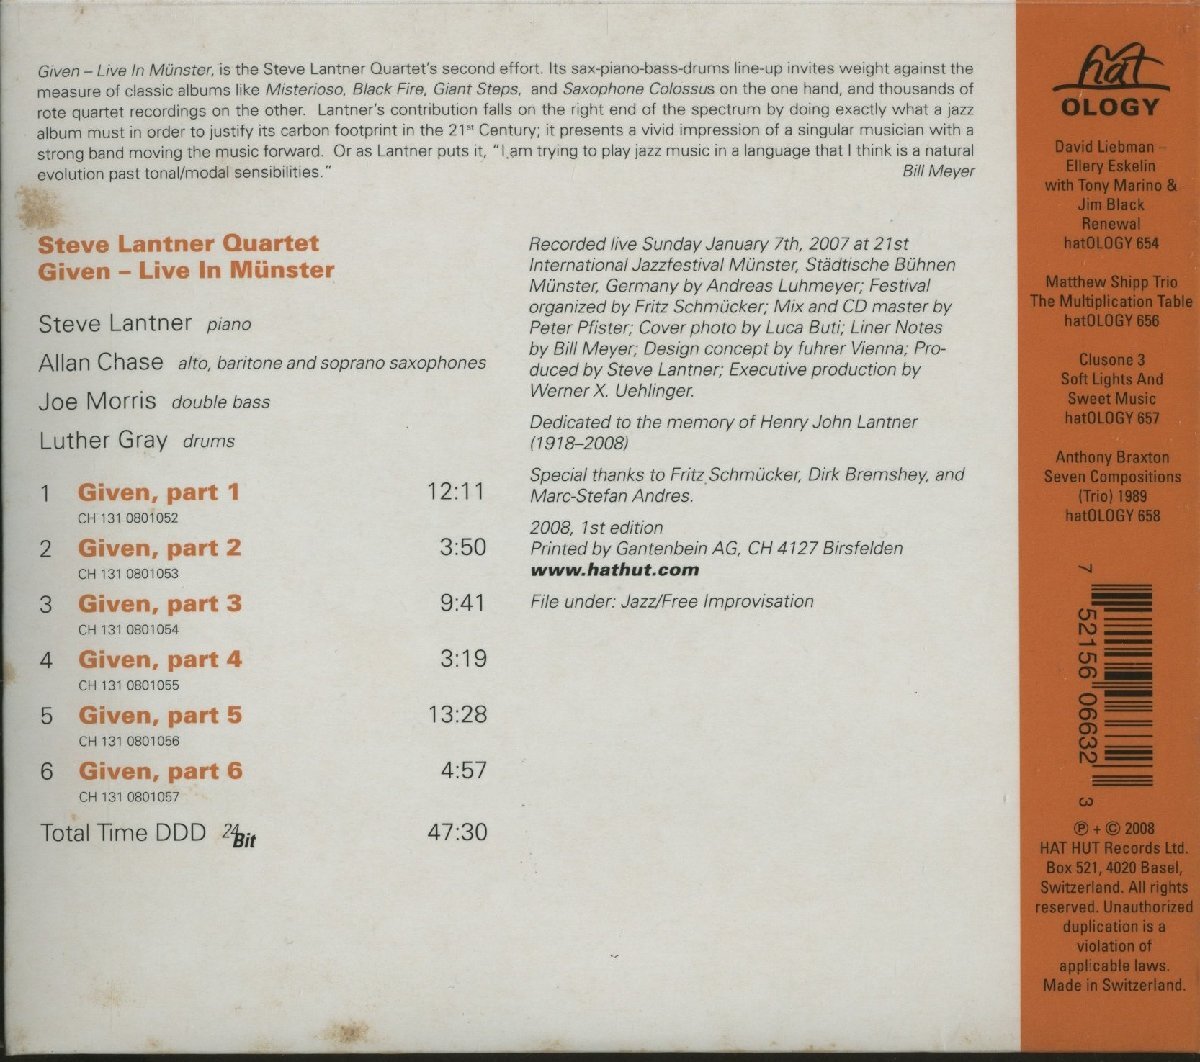 Given – Live In Münster, is the Steve Lantner Quartet's second effort. Its sax-piano-bass-drums line-up invites weight against the
measure of classic albums like Misterioso, Black Fire, Giant Steps, and Saxophone Colossus on the one hand, and thousands of
rote quartet recordings on the other. Lantner's contribution falls on the right end of the spectrum by doing exactly what a jazz
album must in order to justify its carbon footprint in the 21st Century; it presents a vivid impression of a singular musician with a
strong band moving the music forward. Or as Lantner puts it, "I am trying to play jazz music in a language that I think is a natural
evolution past tonal/modal sensibilities."
Bill Meyer
Steve Lantner Quartet
Given – Live In Münster
Steve Lantner piano
Allan Chase alto, baritone and soprano saxophones
Joe Morris double bass
Luther Gray drums
1 Given, part 1 12:11
CH 131 0801052
2 Given, part 2 3:50
CH 131 0801053
3 Given, part 3 9:41
CH 131 0801054
4 Given, part 4 3:19
CH 131 0801055
5 Given, part 5 13:28
CH 131 0801056
6 Given, part 6 4:57
CH 131 0801057
Total Time DDD 24Bit 47:30
Recorded live Sunday January 7th, 2007 at 21st
International Jazzfestival Münster, Städtische Bühnen
Münster, Germany by Andreas Luhmeyer; Festival
organized by Fritz Schmücker; Mix and CD master by
Peter Pfister; Cover photo by Luca Buti; Liner Notes
by Bill Meyer; Design concept by fuhrer Vienna; Pro-
duced by Steve Lantner; Executive production by
Werner X. Uehlinger.
Dedicated to the memory of Henry John Lantner
(1918–2008)
Special thanks to Fritz Schmücker, Dirk Bremshey, and
Marc-Stefan Andres.
2008, 1st edition
Printed by Gantenbein AG, CH 4127 Birsfelden
www.hathut.com
File under: Jazz/Free Improvisation
hat
OLOGY
David Liebman –
Ellery Eskelin
with Tony Marino &
Jim Black
Renewal
hatOLOGY 654
Matthew Shipp Trio
The Multiplication Table
hatOLOGY 656
Clusone 3
Soft Lights And
Sweet Music
hatOLOGY 657
Anthony Braxton
Seven Compositions
(Trio) 1989
hatOLOGY 658
7 52156 06632 3
℗ + © 2008
HAT HUT Records Ltd.
Box 521, 4020 Basel,
Switzerland. All rights
reserved. Unauthorized
duplication is a
violation of
applicable laws.
Made in Switzerland.